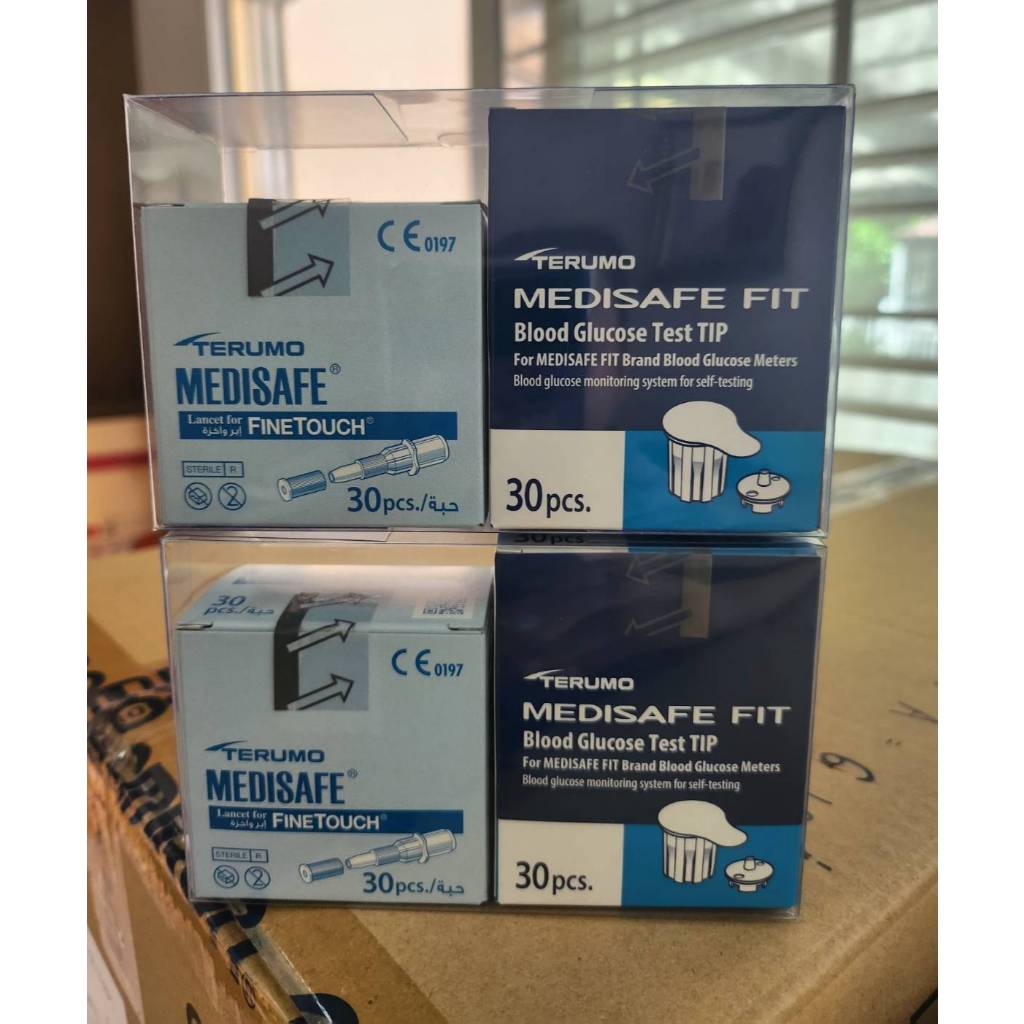 CE 0197
TERUMO
MEDISAFE®
Lancet for
إبر واخزة
FINETOUCH®
STERILE R
2
30pcs./حبة
TERUMO
MEDISAFE FIT
Blood Glucose Test TIP
For MEDISAFE FIT Brand Blood Glucose Meters
Blood glucose monitoring system for self-testing
30pcs.
30
pcs./حبة
CE 0197
TERUMO
MEDISAFE®
Lancet for
إبر واخزة
FINETOUCH®
STERILE R
2
30pcs./حبة
30pcs.
TERUMO
MEDISAFE FIT
Blood Glucose Test TIP
For MEDISAFE FIT Brand Blood Glucose Meters
Blood glucose monitoring system for self-testing
30pcs.